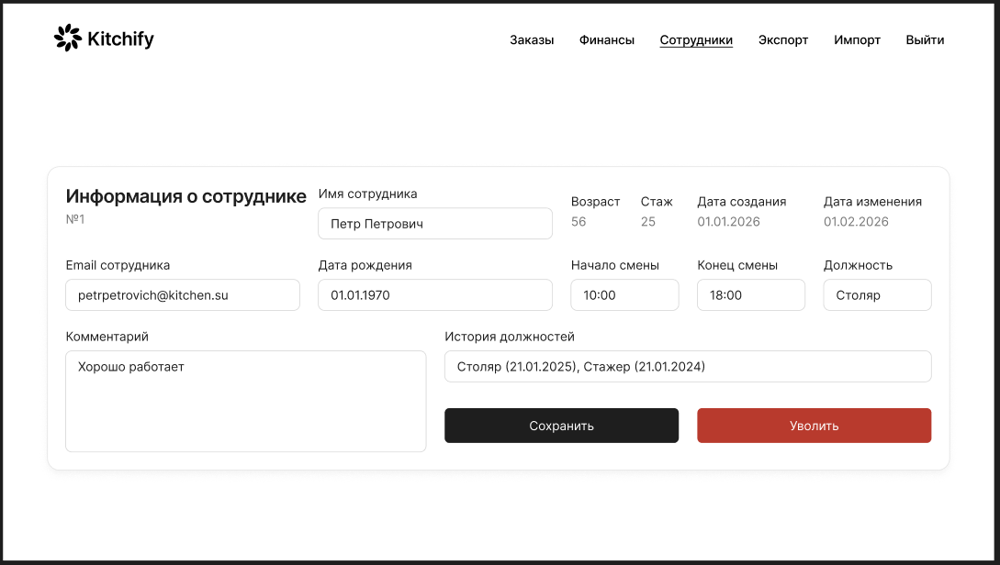 Kitchify
Заказы Финансы Сотрудники Экспорт Импорт Выйти
Информация о сотруднике
№1
Имя сотрудника
Петр Петрович
Возраст Стаж Дата создания Дата изменения
56 25 01.01.2026 01.02.2026
Email сотрудника Дата рождения Начало смены Конец смены Должность
petrpetrovich@kitchen.su 01.01.1970 10:00 18:00 Столяр
Комментарий
Хорошо работает
История должностей
Столяр (21.01.2025), Стажер (21.01.2024)
Сохранить Уволить